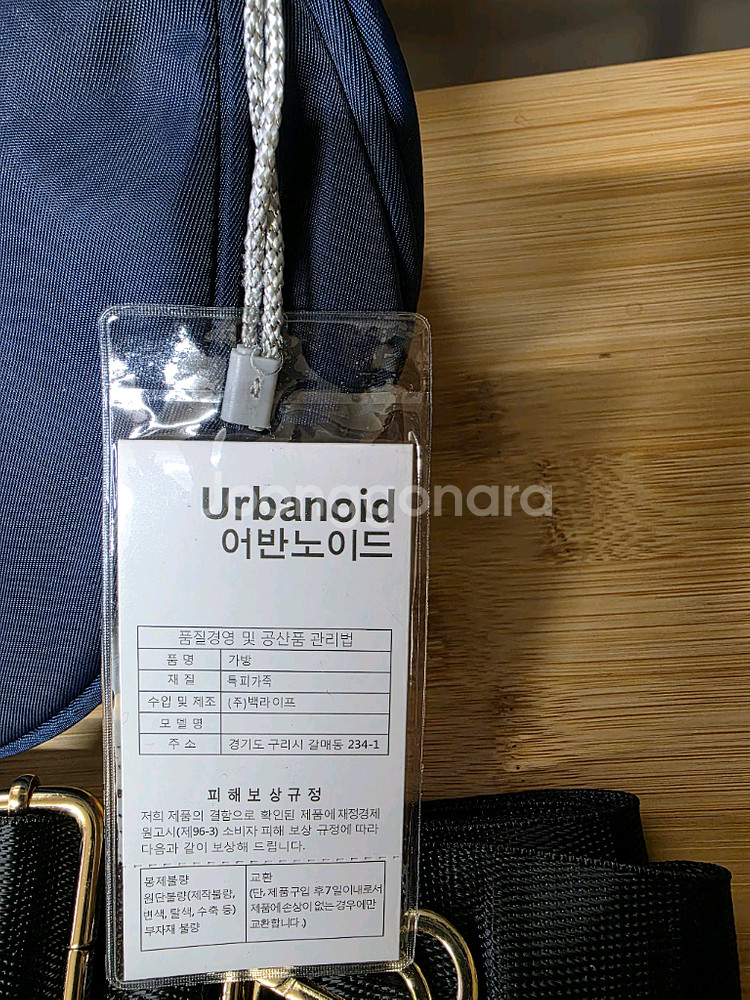 Urbanoid
어반노이드
품질경영 및 공산품 관리법
품 명 가방
재 질 특피가죽
수입 및 제조 (주)백라이프
모 델 명
주 소 경기도 구리시 갈매동 234-1
피 해 보 상 규 정
저희 제품의 결함으로 확인된 제품에 재정경제
원고시(제96-3) 소비자 피해 보상 규정에 따라
다음과 같이 보상해 드립니다.
봉제불량
원단불량(제작불량,
변색, 탈색, 수축 등)
부자재 불량
교환
(단, 제품구입 후7일이내로서
제품에손상이 없는 경우에만
교환합니다.)